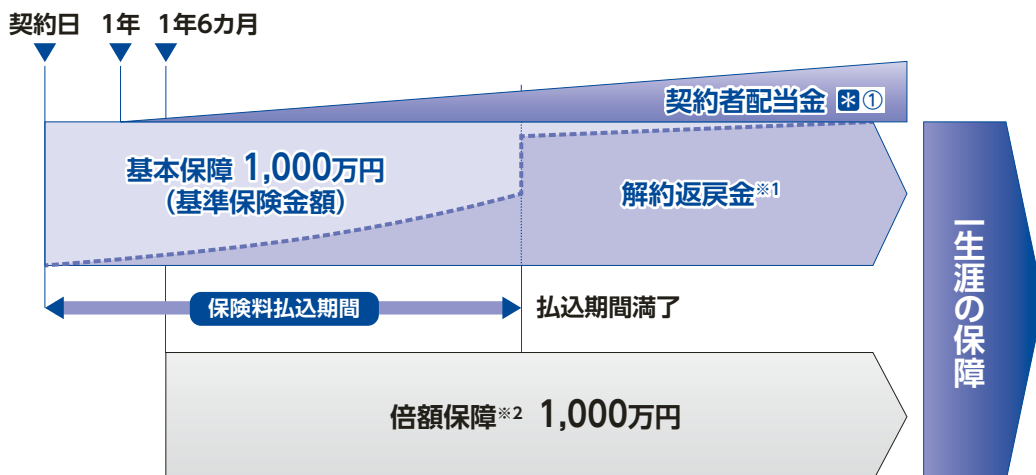 契約日 1年 1年6カ月
契約者配当金 *①
基本保障 1,000万円
(基準保険金額)
解約返戻金※1
保険料払込期間
払込期間満了
倍額保障※2 1,000万円
一生涯の保障